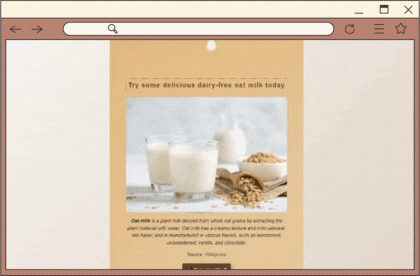 Try some delicious dairy-free oat milk today
Oat milk is a plant milk derived from whole oat grains by extracting the
plant material with water. Oat milk has a creamy texture and mild oatmeal-
like flavor, and is manufactured in various flavors, such as sweetened,
unsweetened, vanilla, and chocolate.
Source: Wikipedia